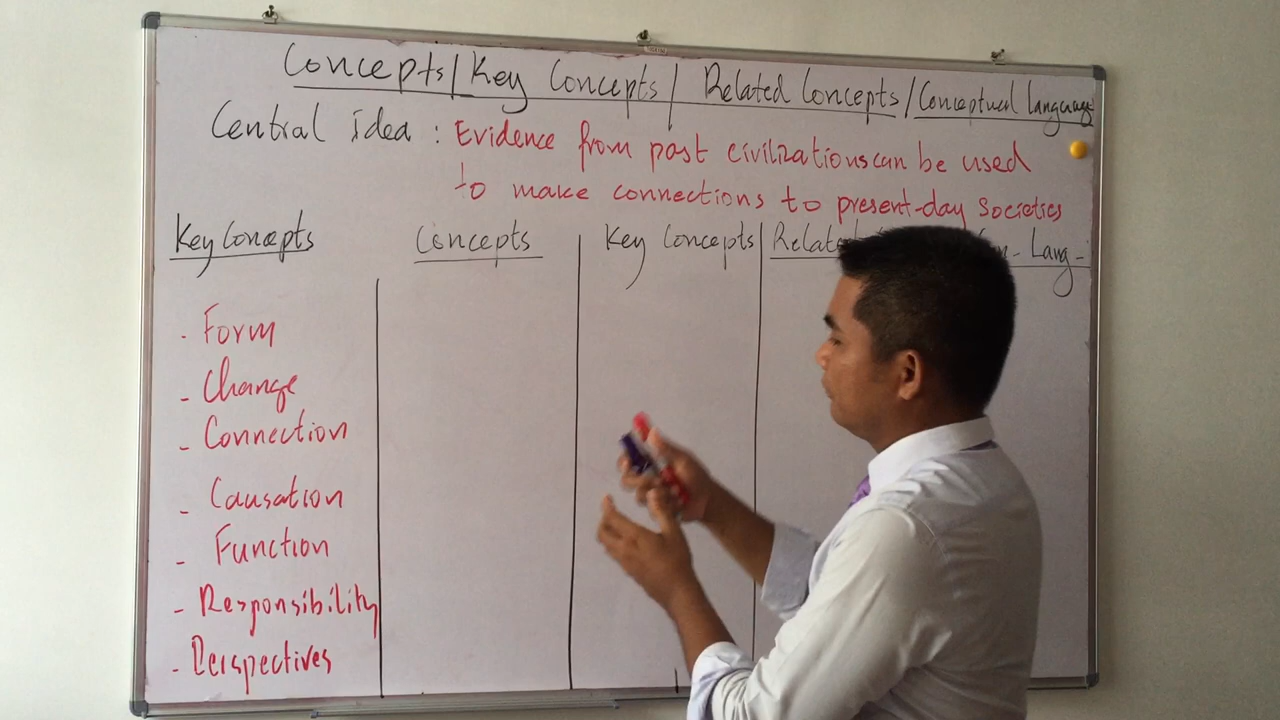 Concepts/Key Concepts/Related Concepts/Conceptual language
Central idea : Evidence from past civilizations can be used
to make connections to present-day societies
Key Concepts Concepts Key Concepts Related Lang-
- Form
- Change
- Connection
- Causation
- Function
- Responsibility
- Perspectives